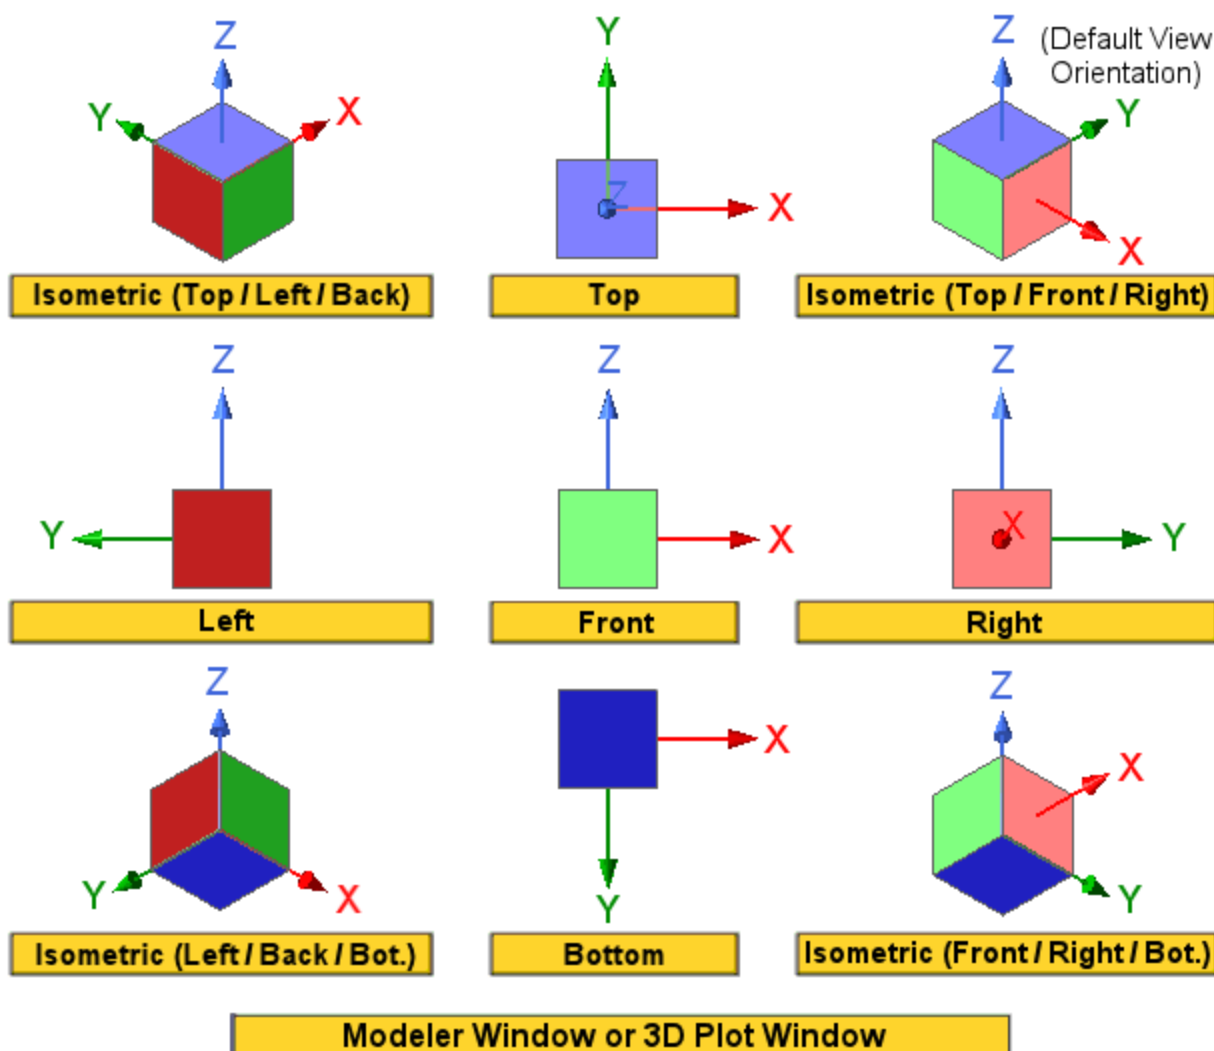 Z
Y
X
Isometric (Top / Left / Back)
Y
Z
X
Top
Z
(Default View
Orientation)
Y
X
Isometric (Top / Front / Right)
Z
Y
Left
Z
X
Front
Z
X
Y
Right
Z
Y
X
Isometric (Left / Back / Bot.)
X
Y
Bottom
Z
X
Y
Isometric (Front / Right / Bot.)
Modeler Window or 3D Plot Window